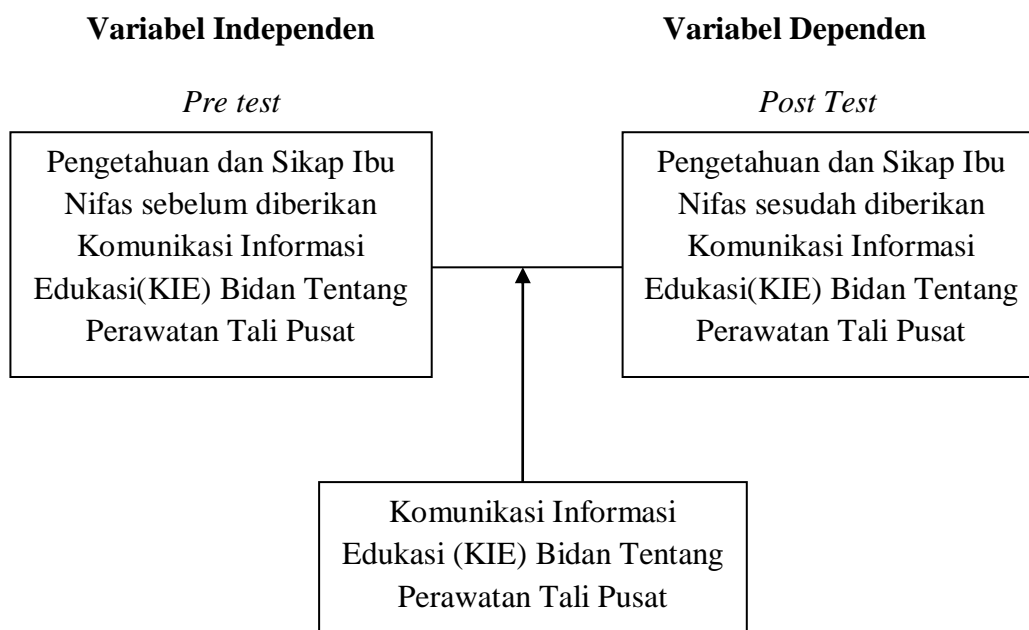 Variabel Independen
Variabel Dependen
Pre test
Post Test
Pengetahuan dan Sikap Ibu
Nifas sebelum diberikan
Komunikasi Informasi
Edukasi(KIE) Bidan Tentang
Perawatan Tali Pusat
Pengetahuan dan Sikap Ibu
Nifas sesudah diberikan
Komunikasi Informasi
Edukasi(KIE) Bidan Tentang
Perawatan Tali Pusat
Komunikasi Informasi
Edukasi (KIE) Bidan Tentang
Perawatan Tali Pusat